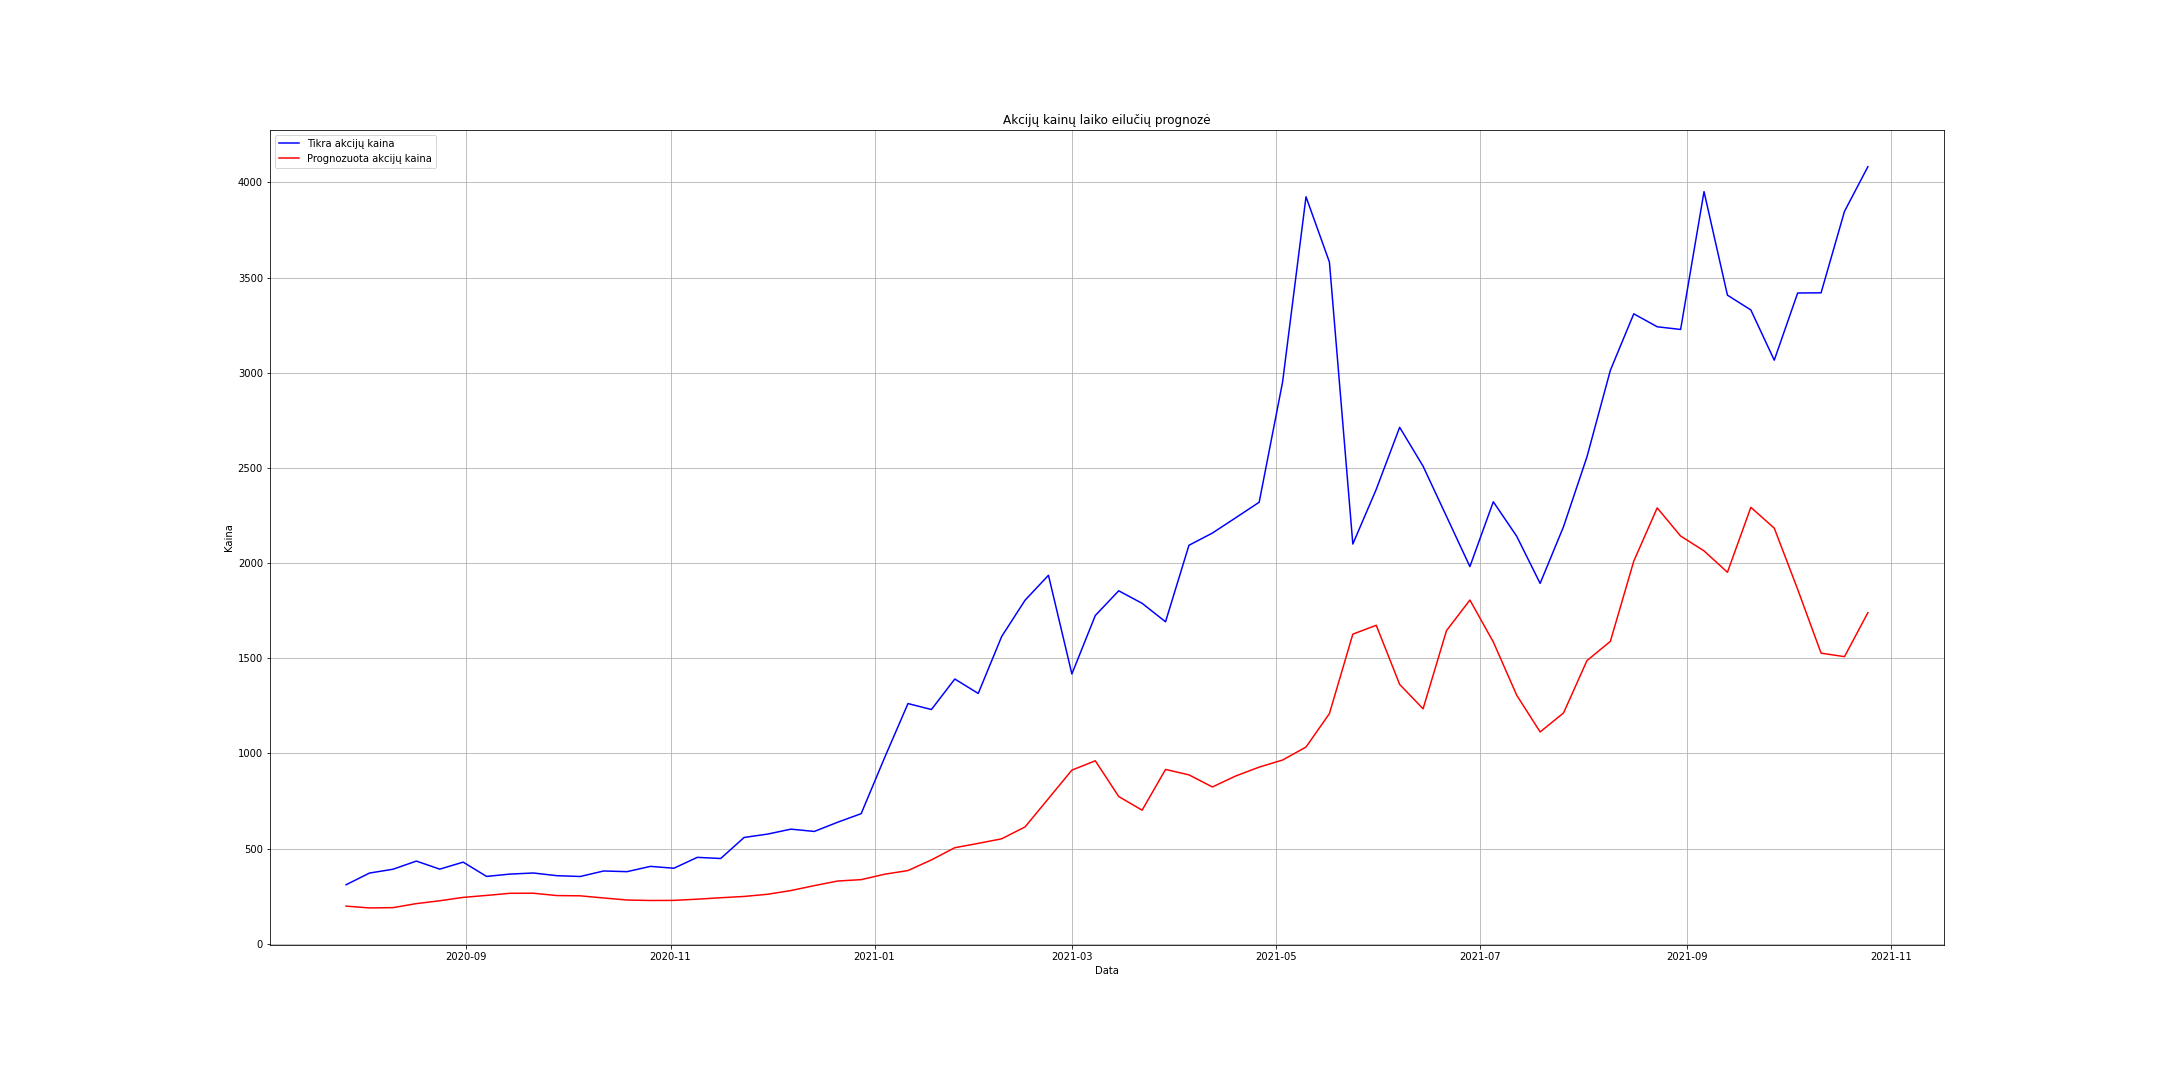 Akcijų kainų laiko eilučių prognozė
Tikra akcijų kaina
Prognozuota akcijų kaina
4000
3500
3000
2500
2000
1500
1000
500
0
Kaina
2020-09 2020-11 2021-01 2021-03 2021-05 2021-07 2021-09 2021-11
Data